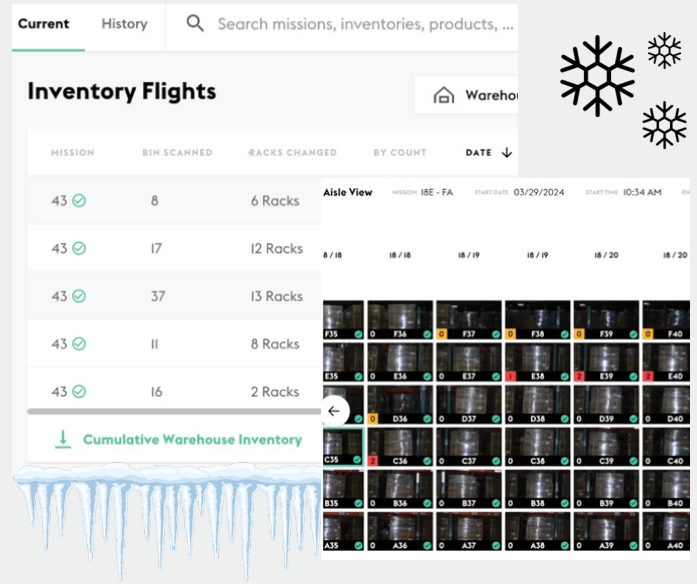 Current History Search missions, inventories, products, ...
Inventory Flights
MISSION BIN SCANNED RACKS CHANGED BY COUNT DATE
43 8 6 Racks
43 17 12 Racks
43 37 13 Racks
43 11 8 Racks
43 16 2 Racks
Cumulative Warehouse Inventory
Aisle View MISSION 18E - FA START DATE 03/29/2024 START TIME 10:34 AM
18 / 18 18 / 19 18 / 19 18 / 20 18 / 20
F35 0 F36 0 F37 0 F38 0 F39 0 F40
E35 0 E36 0 E37 1 E38 2 E39 2 E40
0 D36 0 D37 0 D38 0 D39 0 D40
C35 2 C36 0 C37 0 C38 0 C39 0 C40
B35 0 B36 0 B37 0 B38 0 B39 0 B40
A35 0 A36 0 A37 0 A38 0 A39 0 A40